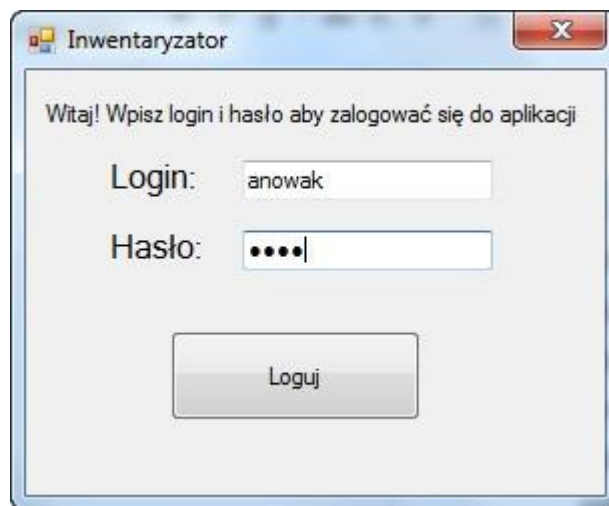 Inwentaryzator
Witaj! Wpisz login i hasło aby zalogować się do aplikacji
Login: anowak
Hasło: ••••
Loguj